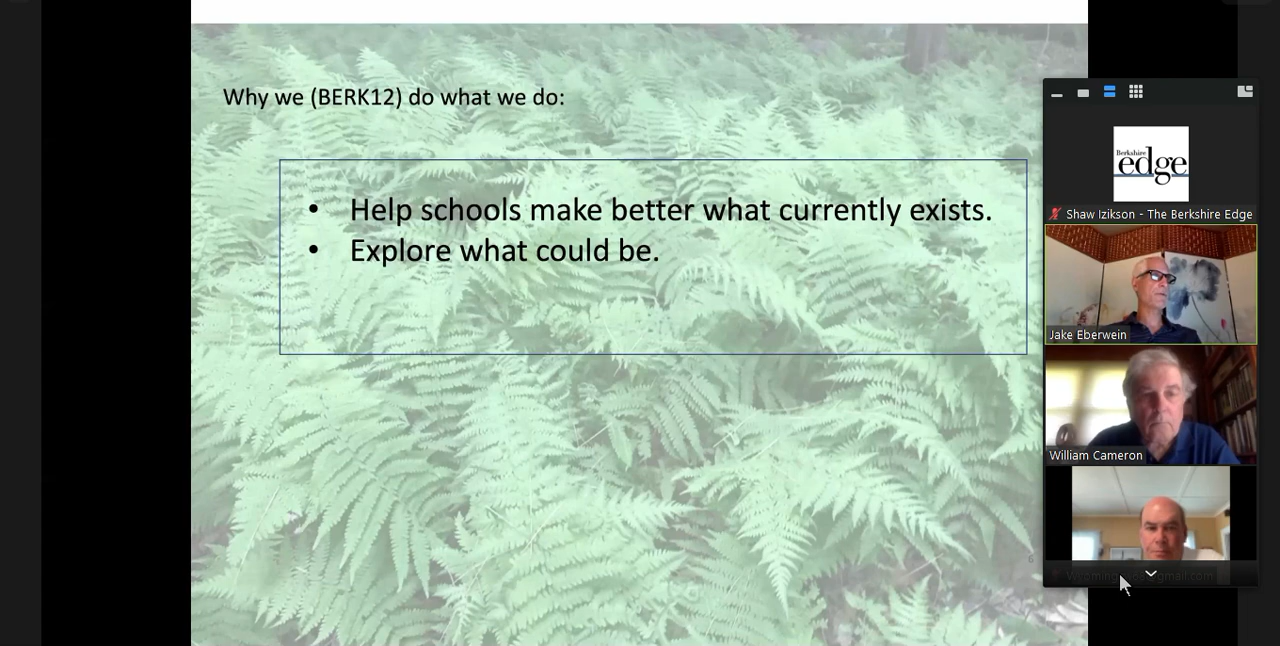 Why we (BERK12) do what we do:
• Help schools make better what currently exists.
• Explore what could be.
6
Berkshire
edge
Shaw Izikson - The Berkshire Edge
Jake Eberwein
William Cameron